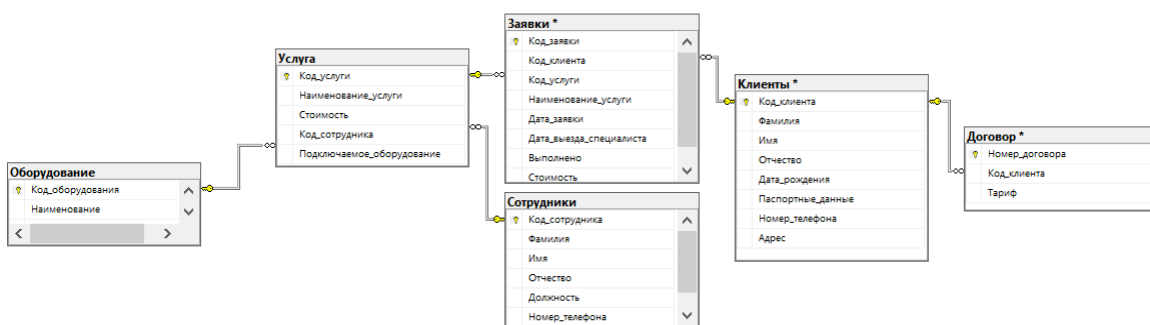 Оборудование
Код_оборудования
Наименование
Услуга
Код_услуги
Наименование_услуги
Стоимость
Код_сотрудника
Подключаемое_оборудование
Заявки *
Код_заявки
Код_клиента
Код_услуги
Наименование_услуги
Дата_заявки
Дата_выезда_специалиста
Выполнено
Стоимость
Сотрудники
Код_сотрудника
Фамилия
Имя
Отчество
Должность
Номер_телефона
Клиенты *
Код_клиента
Фамилия
Имя
Отчество
Дата_рождения
Паспортные_данные
Номер_телефона
Адрес
Договор *
Номер_договора
Код_клиента
Тариф